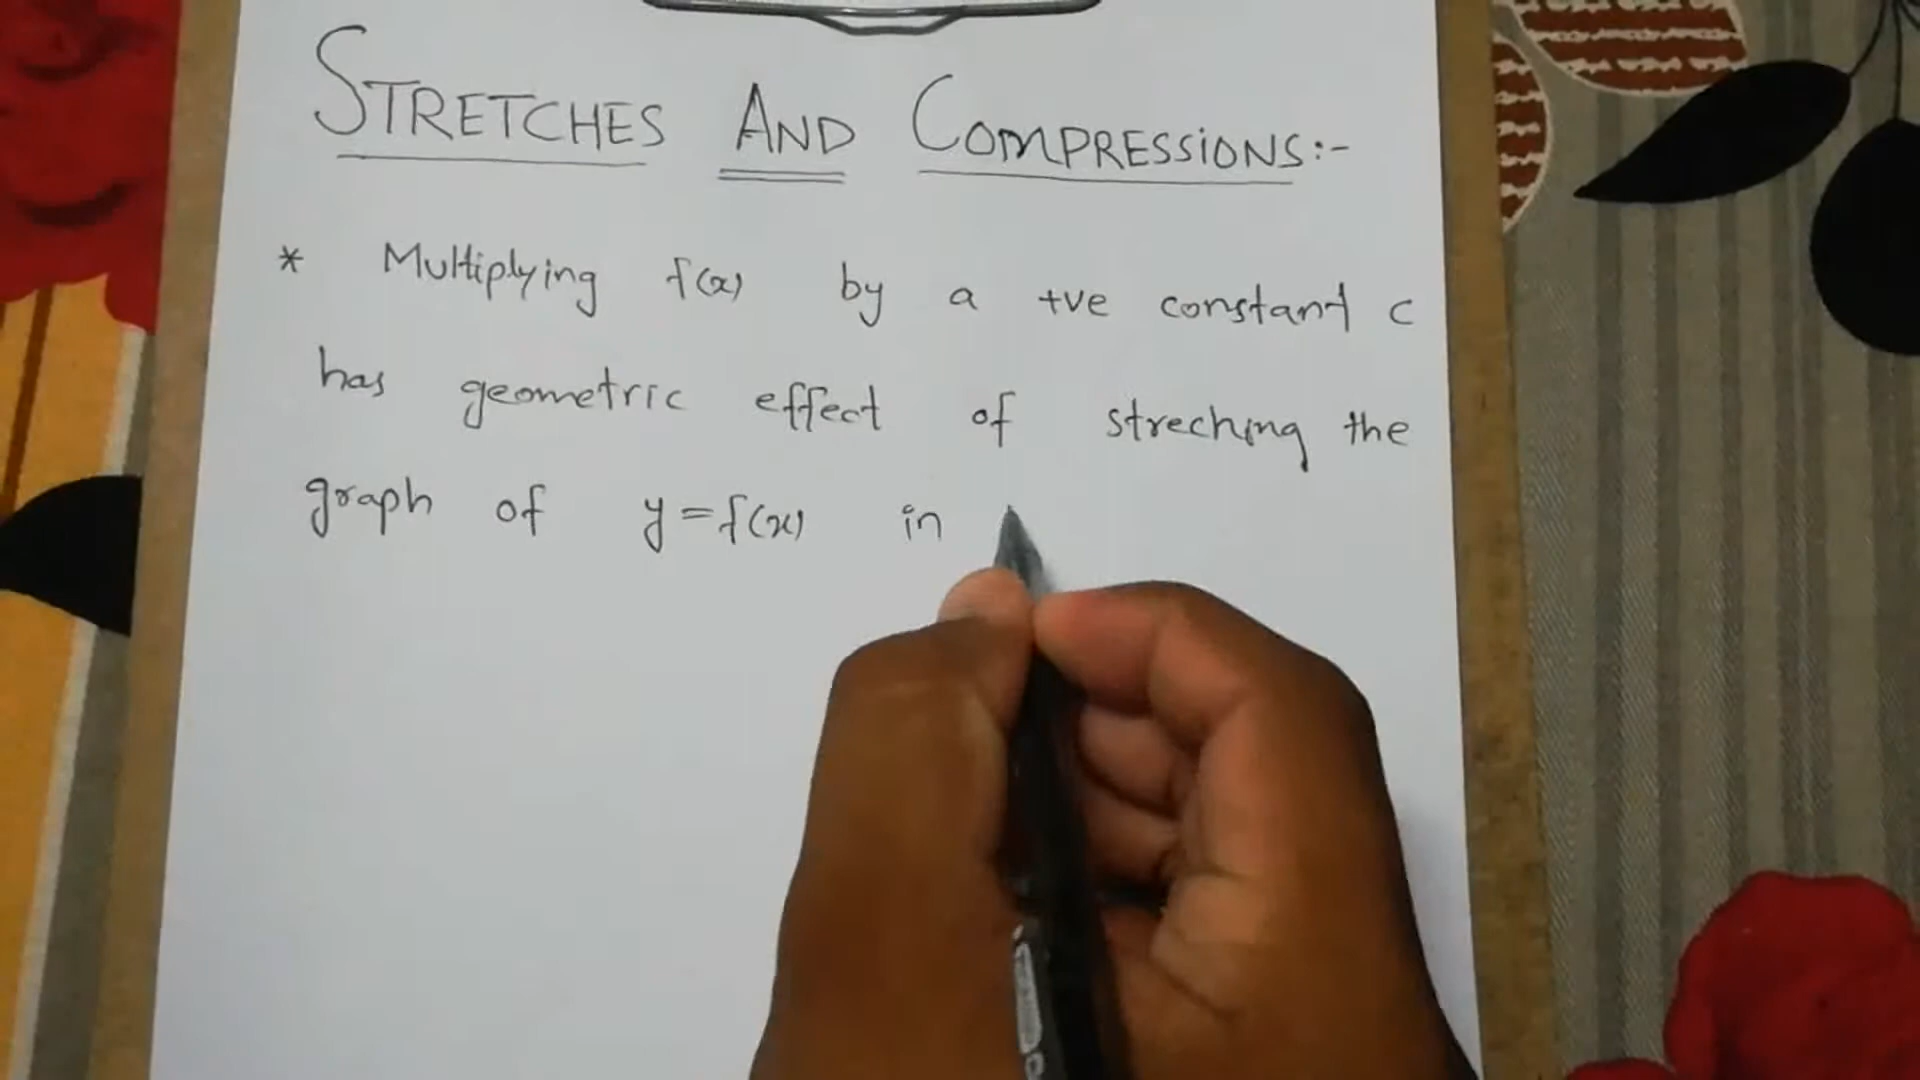 STRETCHES AND COMPRESSIONS:-
* Multiplying f(x) by a +ve constant c
has geometric effect of streching the
graph of y=f(x) in